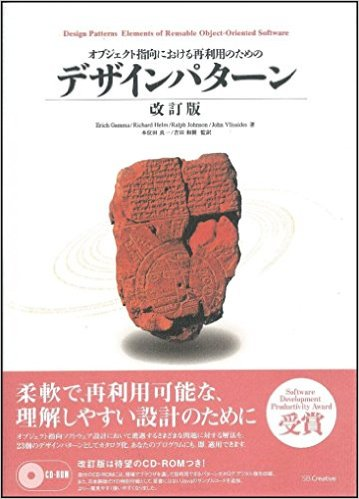 Design Patterns Elements of Reusable Object-Oriented Software
オブジェクト指向における再利用のための
デザインパターン
改訂版
Erich Gamma/Richard Helm/Ralph Johnson/John Vlissides 著
本位田 真一/吉田 和樹 監訳
柔軟で、再利用可能な、
理解しやすい設計のために
Software
Development
Productivity Award
受賞
オブジェクト指向ソフトウェア設計において遭遇するさまざまな問題に対する解法を、
23個のデザインパターンとしてカタログ化。あなたのプログラムにも、即、適用できます。
CD-ROM
改訂版は待望のCD-ROMつき！
SB Creative